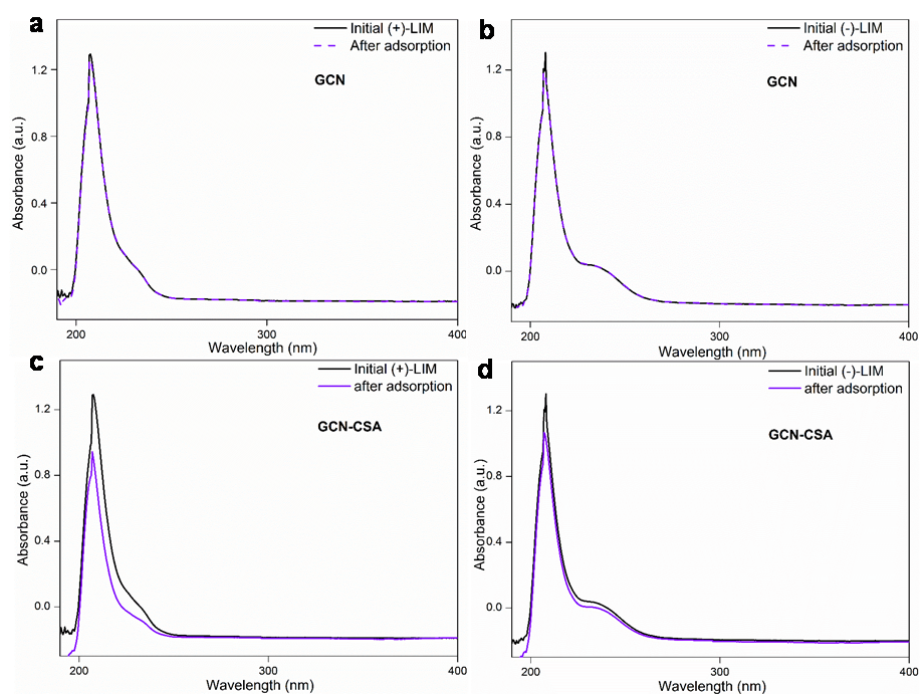 a
Initial (+)-LIM
After adsorption
GCN
1.2
0.8
0.4
0.0
Absorbance (a.u.)
200
300
400
Wavelength (nm)
b
Initial (-)-LIM
After adsorption
GCN
1.2
0.8
0.4
0.0
Absorbance (a.u.)
200
300
400
Wavelength (nm)
c
Initial (+)-LIM
after adsorption
GCN-CSA
1.2
0.8
0.4
0.0
Absorbance (a.u.)
200
300
400
Wavelength (nm)
d
Initial (-)-LIM
after adsorption
GCN-CSA
1.2
0.8
0.4
0.0
Absorbance (a.u.)
200
300
400
Wavelength (nm)